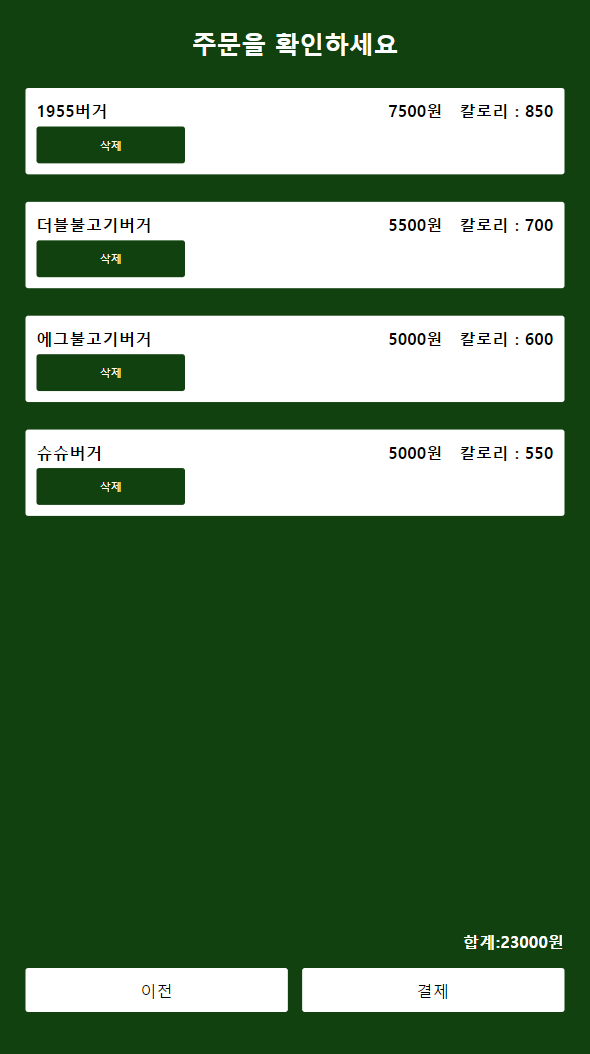 주문을 확인하세요
1955버거 7500원 칼로리 : 850
삭제
더블불고기버거 5500원 칼로리 : 700
삭제
에그불고기버거 5000원 칼로리 : 600
삭제
슈슈버거 5000원 칼로리 : 550
삭제
합계:23000원
이전 결제